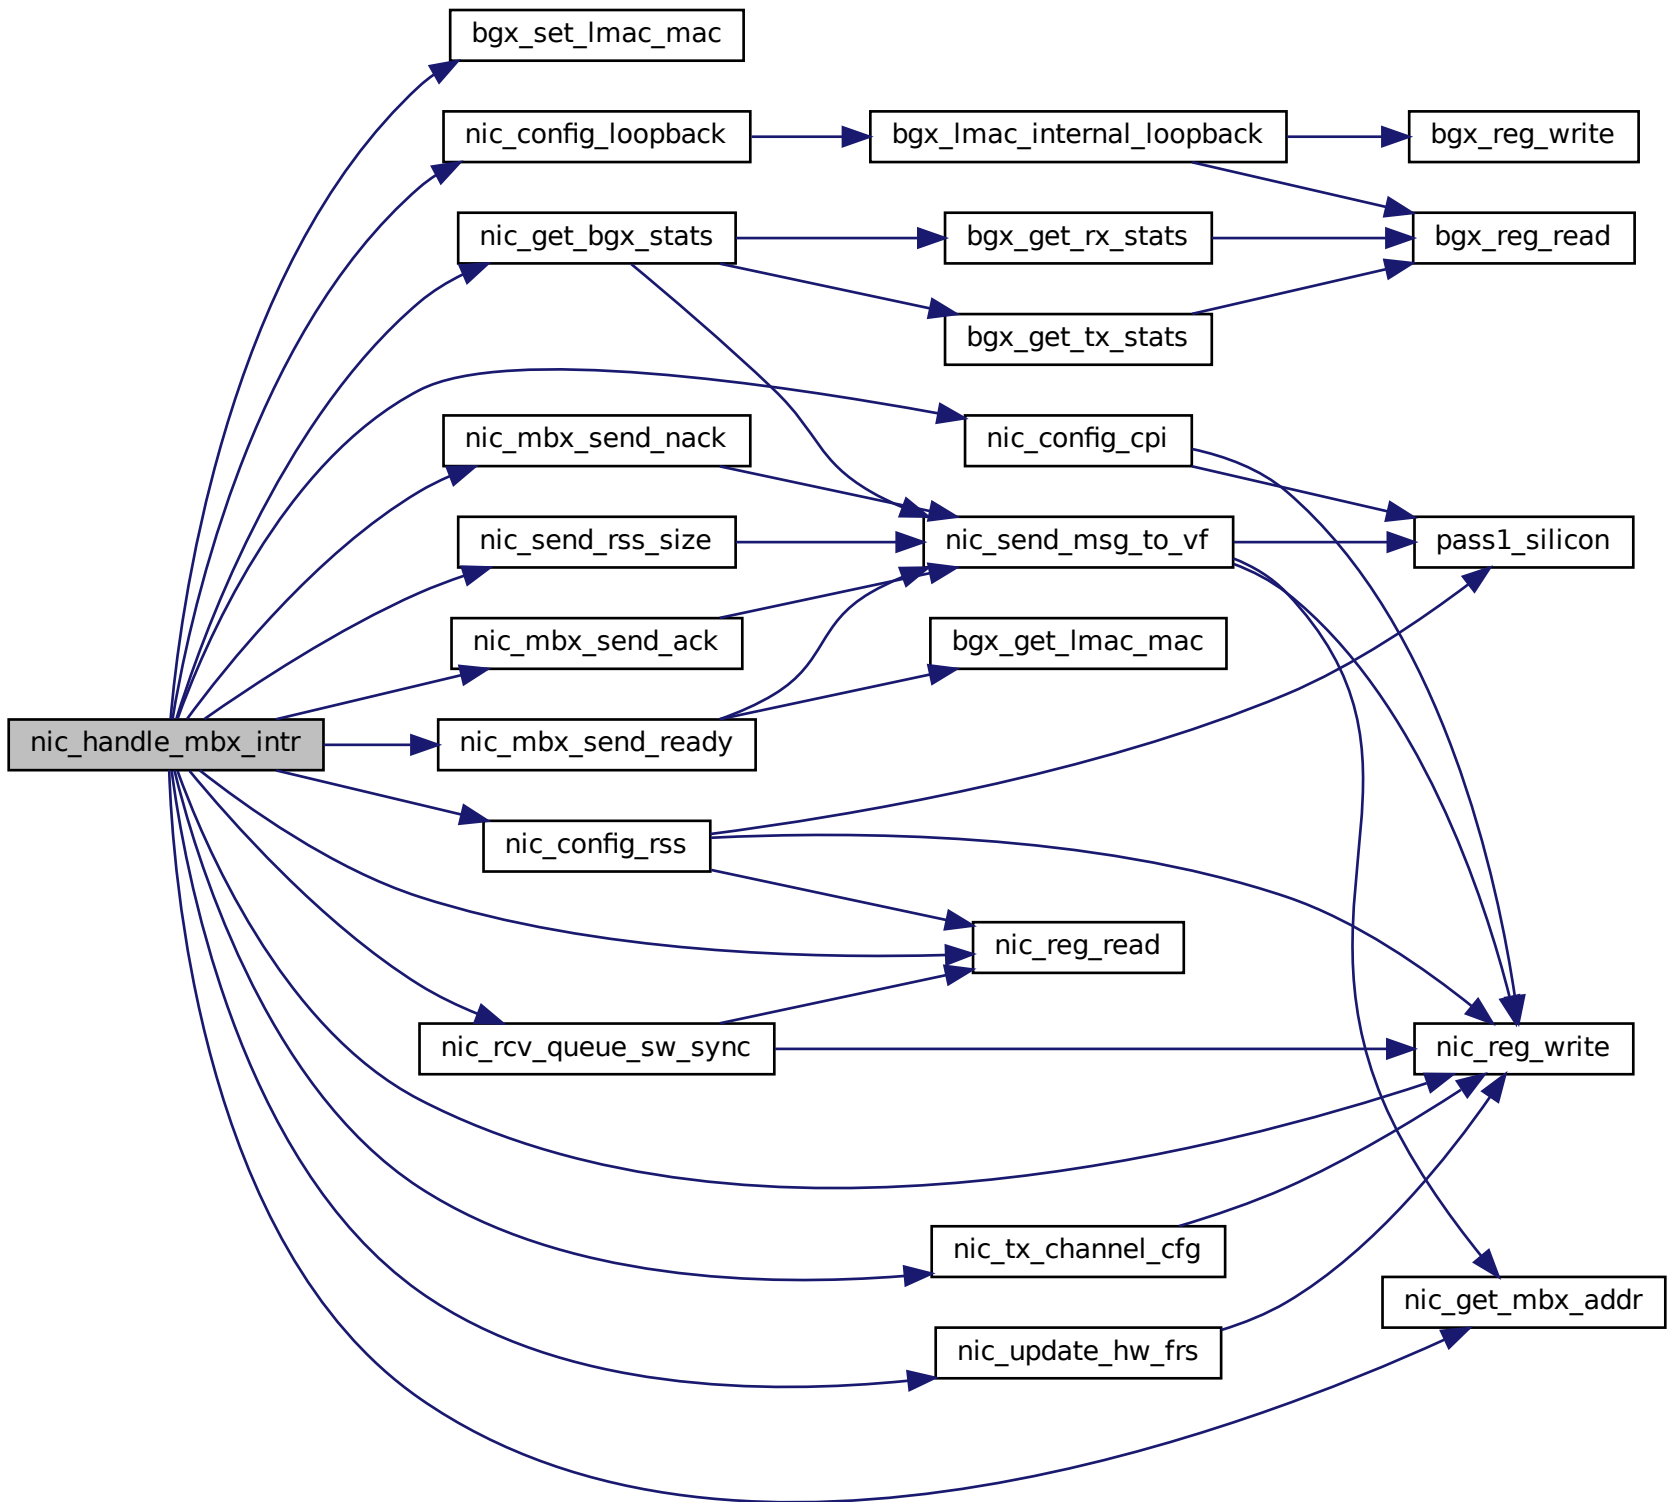 bgx_set_lmac_mac
nic_config_loopback
bgx_lmac_internal_loopback
bgx_reg_write
nic_get_bgx_stats
bgx_get_rx_stats
bgx_reg_read
bgx_get_tx_stats
nic_mbx_send_nack
nic_config_cpi
nic_send_rss_size
nic_send_msg_to_vf
pass1_silicon
nic_mbx_send_ack
bgx_get_lmac_mac
nic_handle_mbx_intr
nic_mbx_send_ready
nic_config_rss
nic_reg_read
nic_rcv_queue_sw_sync
nic_reg_write
nic_tx_channel_cfg
nic_get_mbx_addr
nic_update_hw_frs